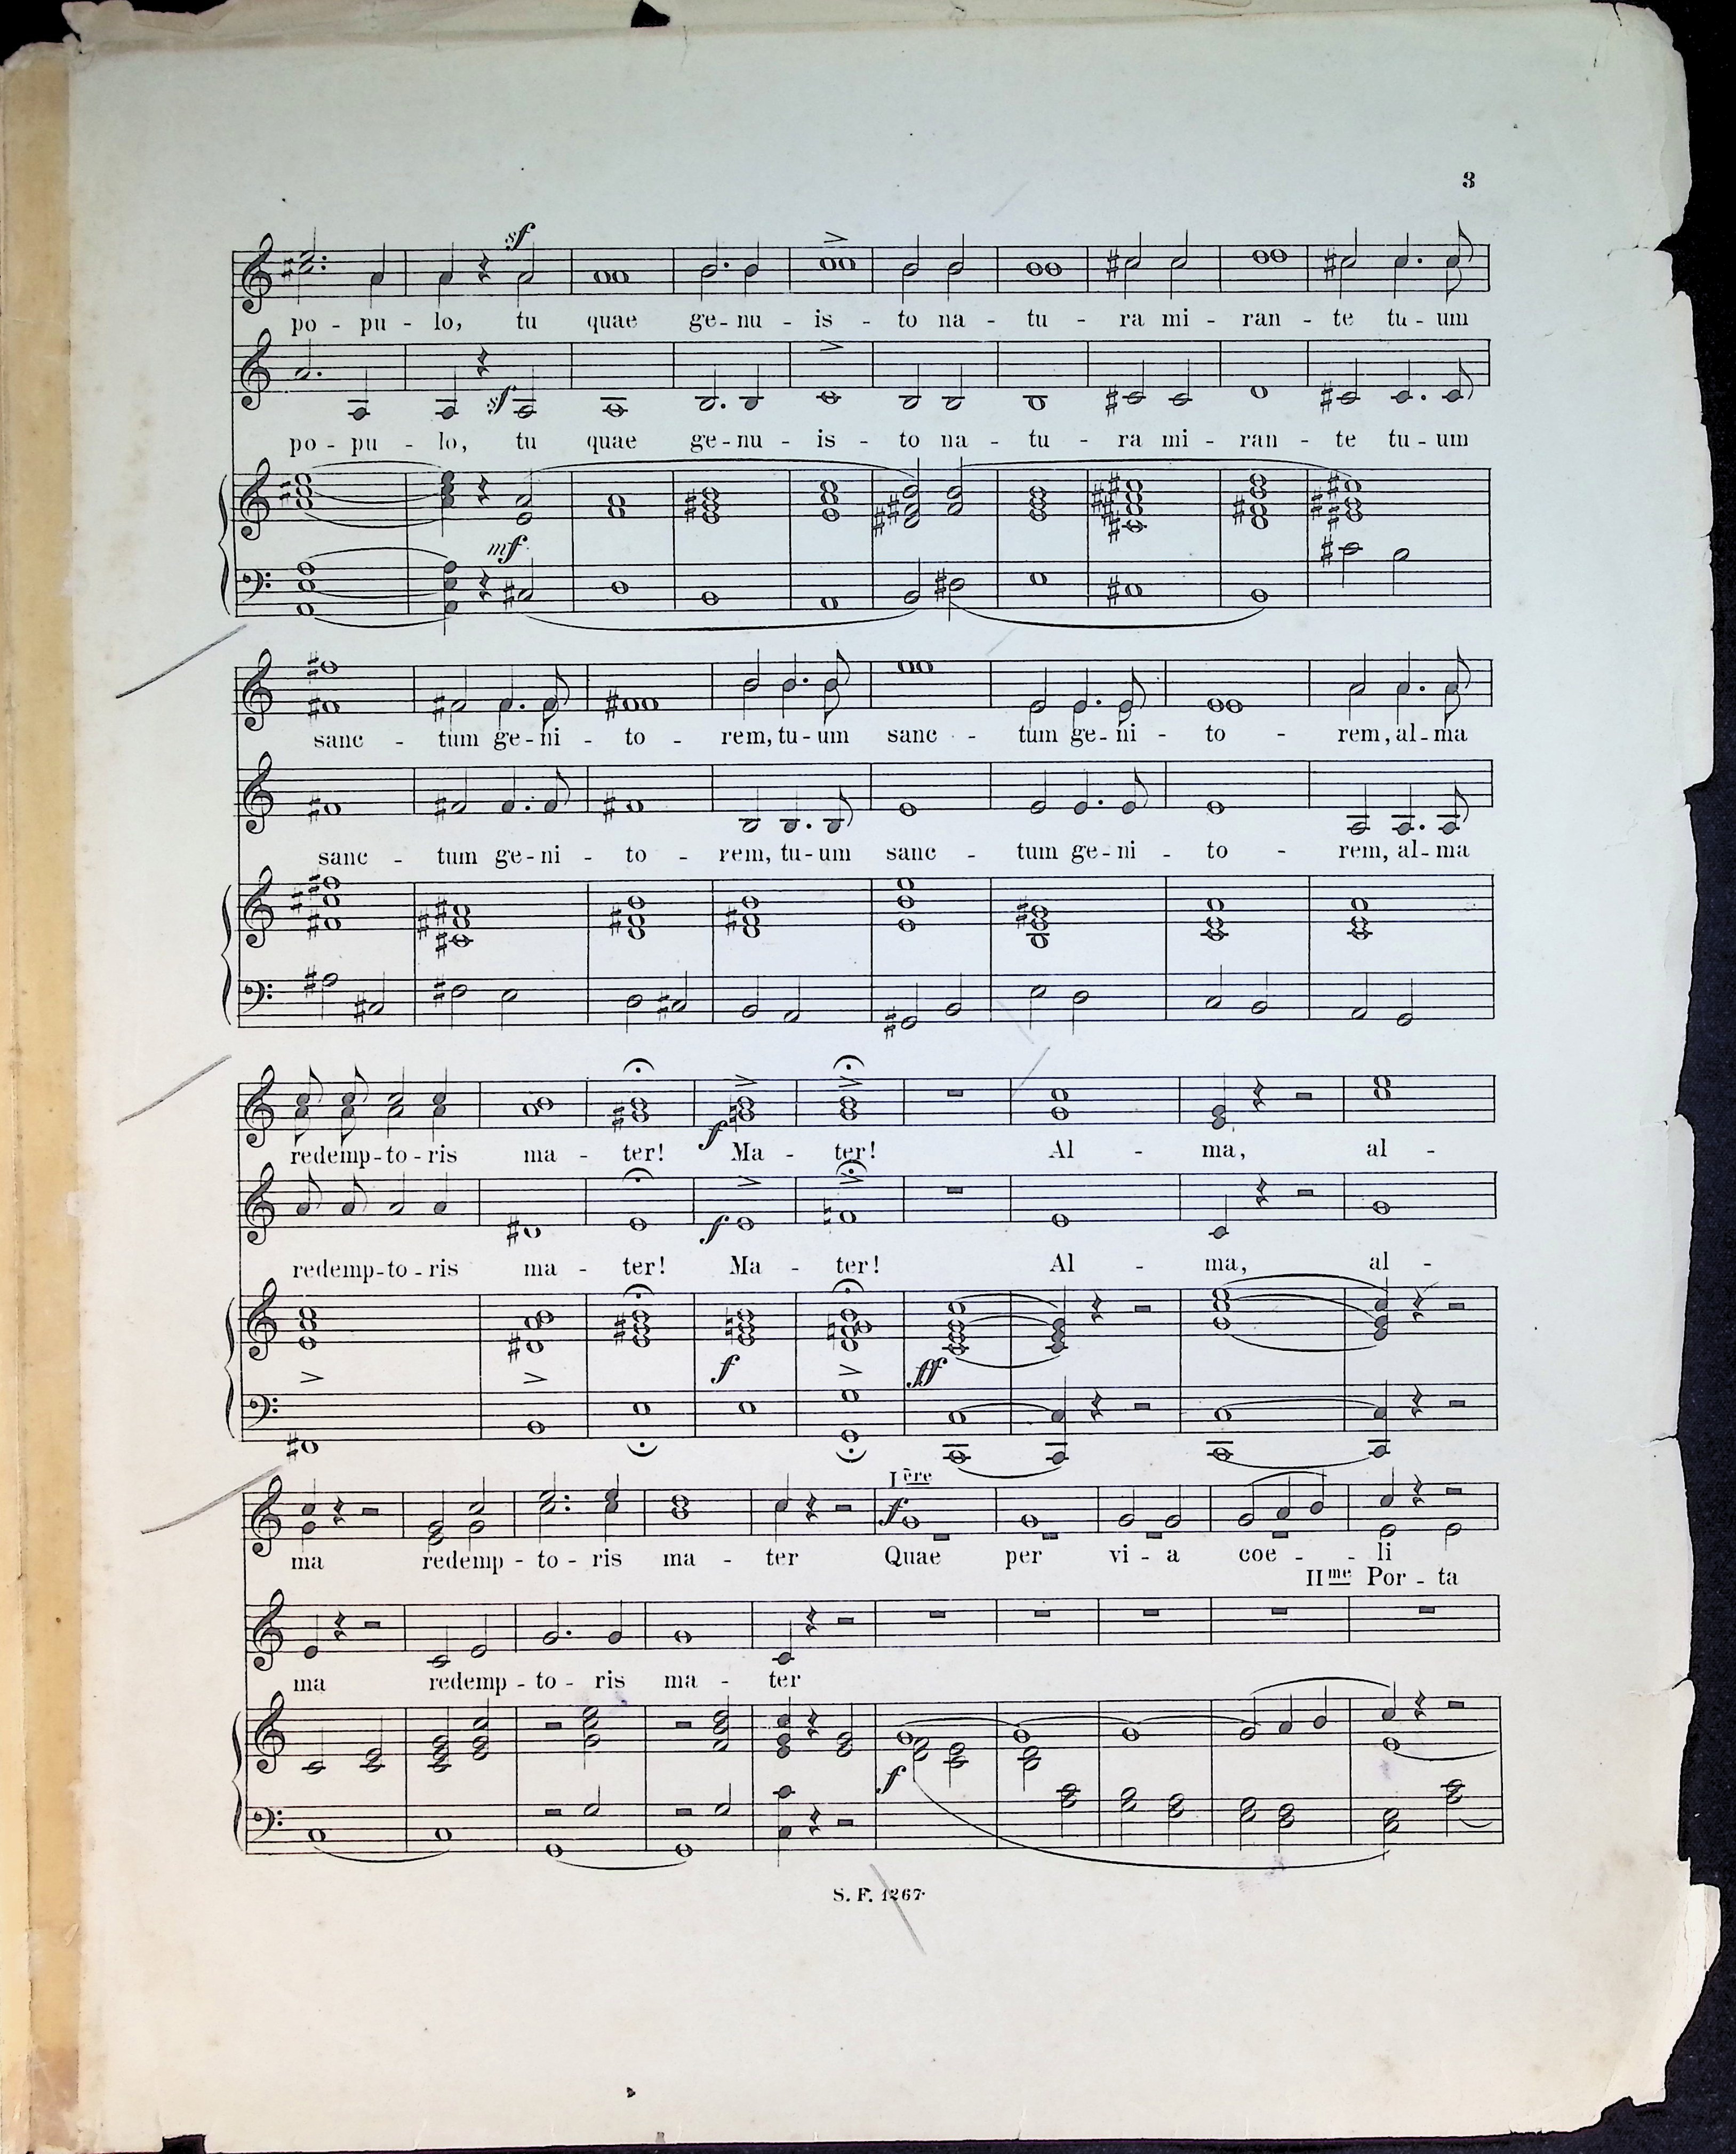 3
sf
po - pu - lo, tu quae ge - nu - is - to na - tu - ra mi - ran - te tu - um
sf
po - pu - lo, tu quae ge - nu - is - to na - tu - ra mi - ran - te tu - um
mf
sanc - tum ge - ni - to - rem, tu - um sanc - tum ge - ni - to - rem, al - ma
sanc - tum ge - ni - to - rem, tu - um sanc - tum ge - ni - to - rem, al - ma
f
redemp - to - ris ma - ter! Ma - ter! Al - ma, al -
f
redemp - to - ris ma - ter! Ma - ter! Al - ma, al -
f ff
Ière
f
ma redemp - to - ris ma - ter Quae per vi - a coe - - li
IIme Por - ta
ma redemp - to - ris ma - ter
f
S. F. 1267